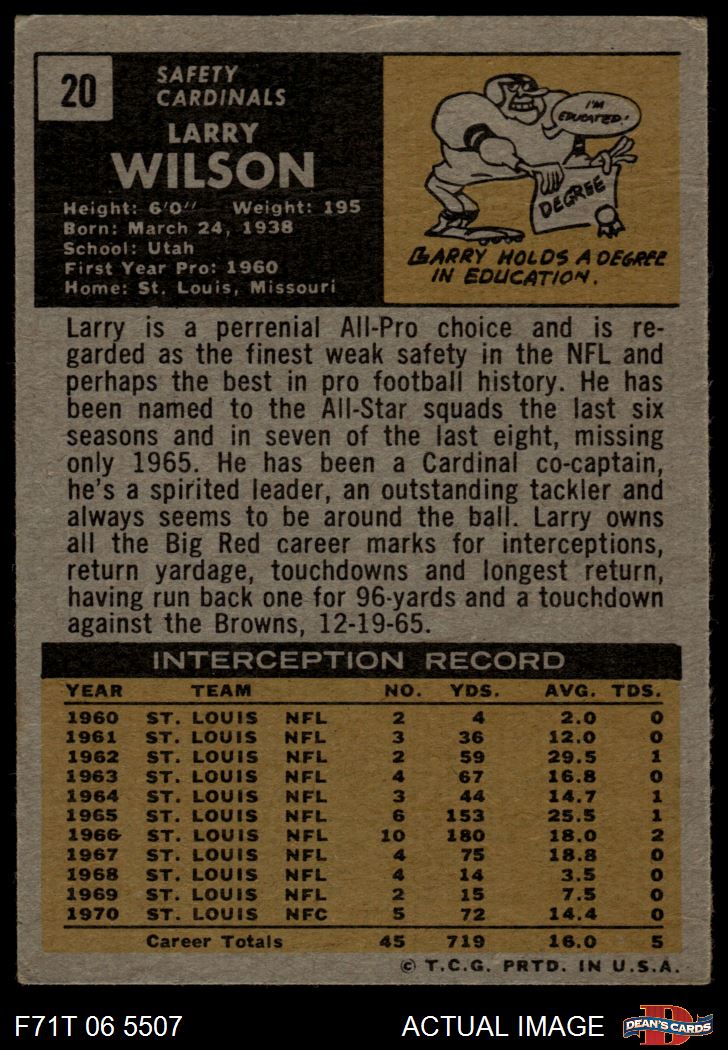 20
SAFETY
CARDINALS
LARRY
WILSON
Height: 6'0" Weight: 195
Born: March 24, 1938
School: Utah
First Year Pro: 1960
Home: St. Louis, Missouri
I'M
EDUCATED!
DEGREE
LARRY HOLDS A DEGREE
IN EDUCATION.
Larry is a perrenial All-Pro choice and is re-
garded as the finest weak safety in the NFL and
perhaps the best in pro football history. He has
been named to the All-Star squads the last six
seasons and in seven of the last eight, missing
only 1965. He has been a Cardinal co-captain,
he's a spirited leader, an outstanding tackler and
always seems to be around the ball. Larry owns
all the Big Red career marks for interceptions,
return yardage, touchdowns and longest return,
having run back one for 96-yards and a touchdown
against the Browns, 12-19-65.
INTERCEPTION RECORD
YEAR TEAM NO. YDS. AVG. TDS.
1960 ST. LOUIS NFL 2 4 2.0 0
1961 ST. LOUIS NFL 3 36 12.0 0
1962 ST. LOUIS NFL 2 59 29.5 1
1963 ST. LOUIS NFL 4 67 16.8 0
1964 ST. LOUIS NFL 3 44 14.7 1
1965 ST. LOUIS NFL 6 153 25.5 1
1966 ST. LOUIS NFL 10 180 18.0 2
1967 ST. LOUIS NFL 4 75 18.8 0
1968 ST. LOUIS NFL 4 14 3.5 0
1969 ST. LOUIS NFL 2 15 7.5 0
1970 ST. LOUIS NFC 5 72 14.4 0
Career Totals 45 719 16.0 5
© T.C.G. PRTD. IN U.S.A.
F71T 06 5507 ACTUAL IMAGE
D
DEAN'S CARDS